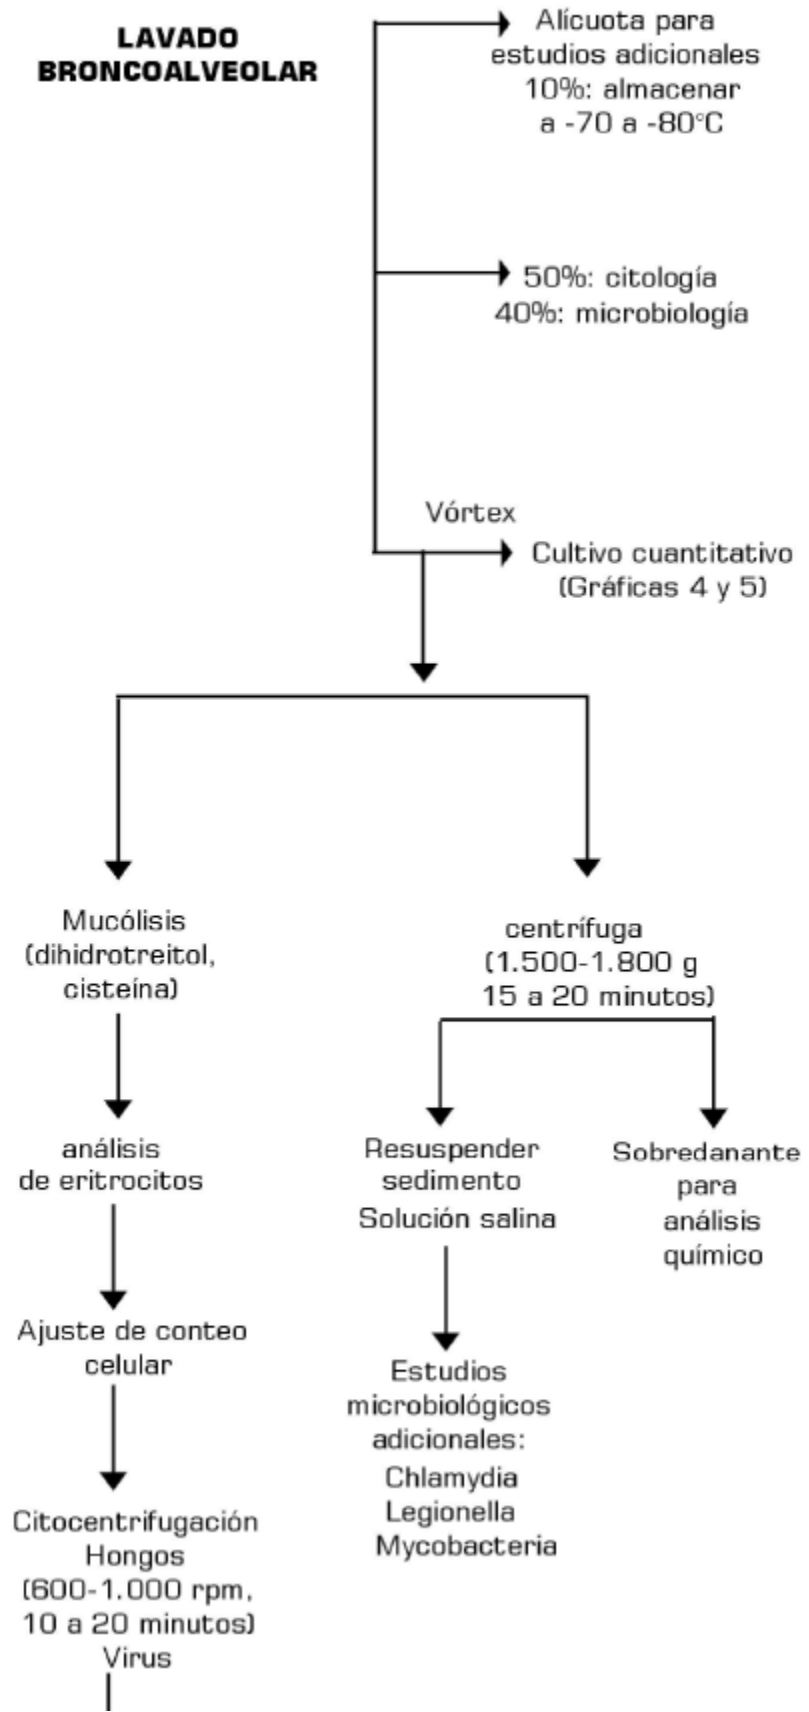 LAVADO
BRONCOALVEOLAR
Alícuota para
estudios adicionales
10%: almacenar
a -70 a -80°C
50%: citología
40%: microbiología
Vórtex
Cultivo cuantitativo
(Gráficas 4 y 5)
Mucólisis
(dihidrotreitol,
cisteína)
centrífuga
(1.500-1.800 g
15 a 20 minutos)
análisis
de eritrocitos
Resuspender
sedimento
Solución salina
Sobredanante
para
análisis
químico
Ajuste de conteo
celular
Estudios
microbiológicos
adicionales:
Chlamydia
Legionella
Mycobacteria
Citocentrifugación
Hongos
(600-1.000 rpm,
10 a 20 minutos)
Virus